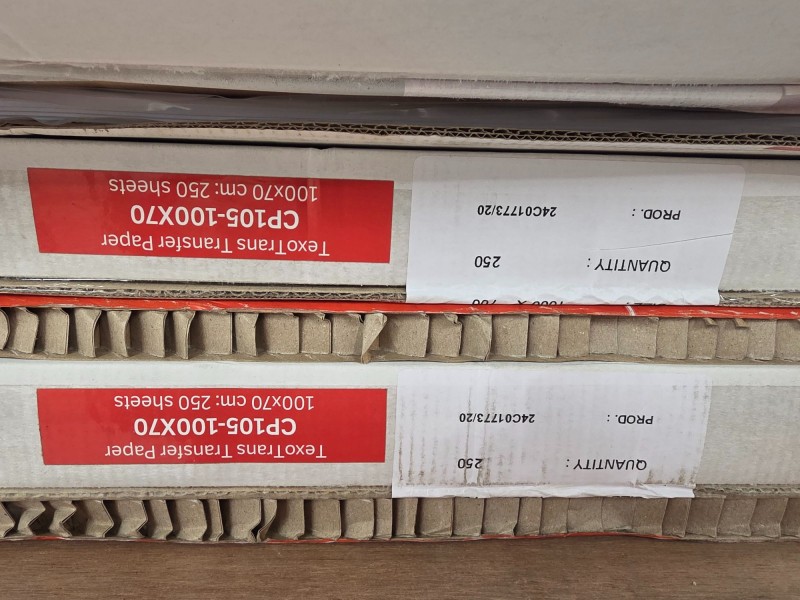 QUANTITY : 250
PROD. : 24C01773/20
TexoTrans Transfer Paper
CP105-100X70
100x70 cm: 250 sheets
QUANTITY : 250
PROD. : 24C01773/20
TexoTrans Transfer Paper
CP105-100X70
100x70 cm: 250 sheets